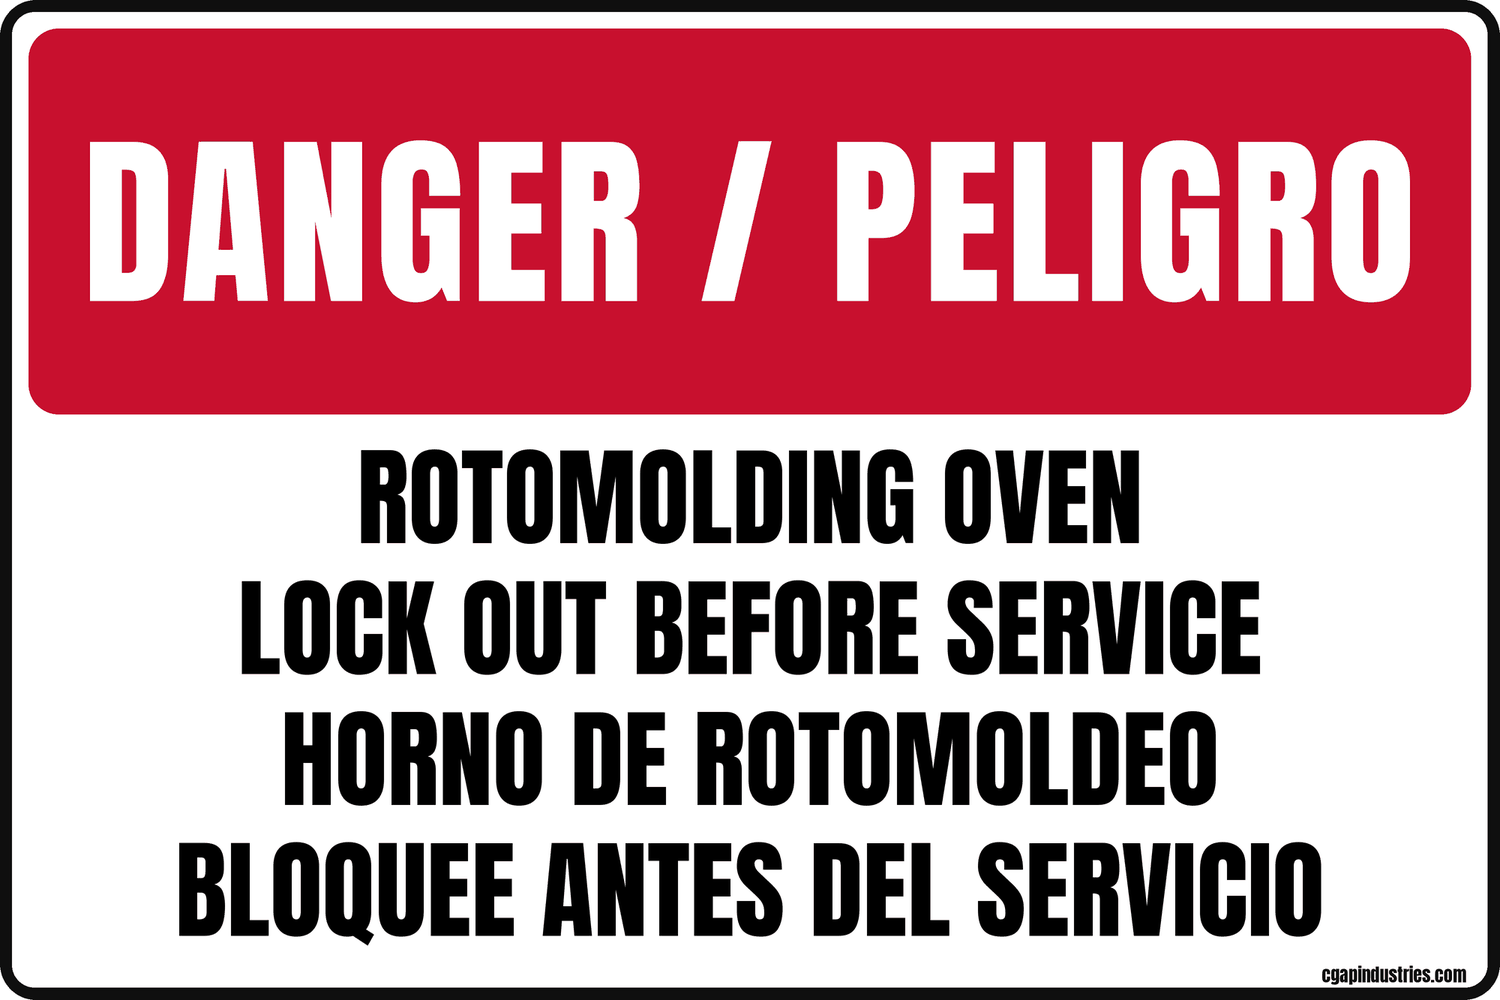 DANGER / PELIGRO
ROTOMOLDING OVEN
LOCK OUT BEFORE SERVICE
HORNO DE ROTOMOLDEO
BLOQUEE ANTES DEL SERVICIO
cgapindustries.com